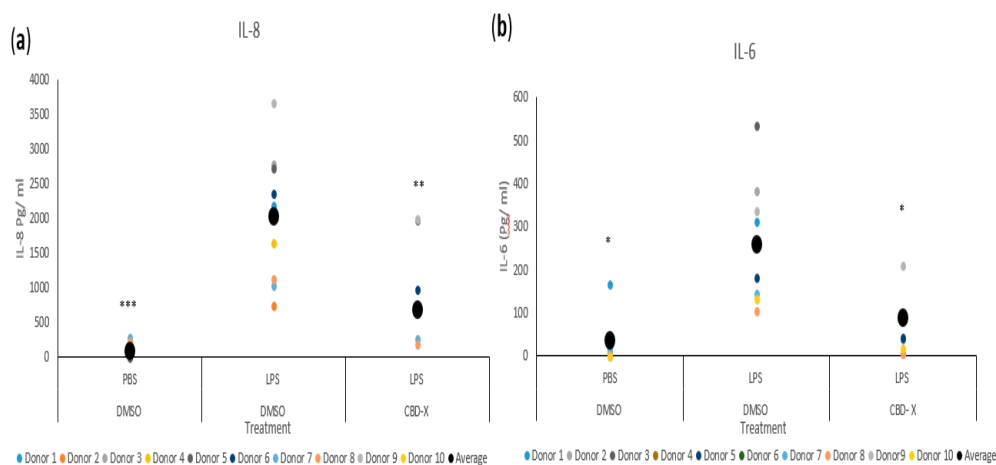 (a)
IL-8
IL-8 Pg/ ml
4000
3500
3000
2500
2000
1500
1000
500
0
***
**
PBS LPS LPS
DMSO DMSO CBD-X
Treatment
Donor 1 Donor 2 Donor 3 Donor 4 Donor 5 Donor 6 Donor 7 Donor 8 Donor 9 Donor 10 Average
(b)
IL-6
IL-6 (Pg/ ml)
600
500
400
300
200
100
0
*
*
PBS LPS LPS
DMSO DMSO CBD- X
Treatment
Donor 1 Donor 2 Donor 3 Donor 4 Donor 5 Donor 6 Donor 7 Donor 8 Donor9 Donor 10 Average